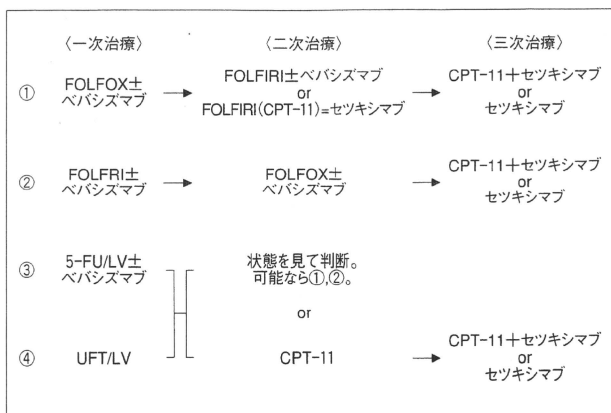 〈一次治療〉 〈二次治療〉 〈三次治療〉
① FOLFOX±
ベバシズマブ
FOLFIRI±ベバシズマブ
or
FOLFIRI(CPT-11)=セツキシマブ
CPT-11+セツキシマブ
or
セツキシマブ
② FOLFRI±
ベバシズマブ
FOLFOX±
ベバシズマブ
CPT-11+セツキシマブ
or
セツキシマブ
③ 5-FU/LV±
ベバシズマブ
状態を見て判断。
可能なら①,②。
or
④ UFT/LV
CPT-11
CPT-11+セツキシマブ
or
セツキシマブ